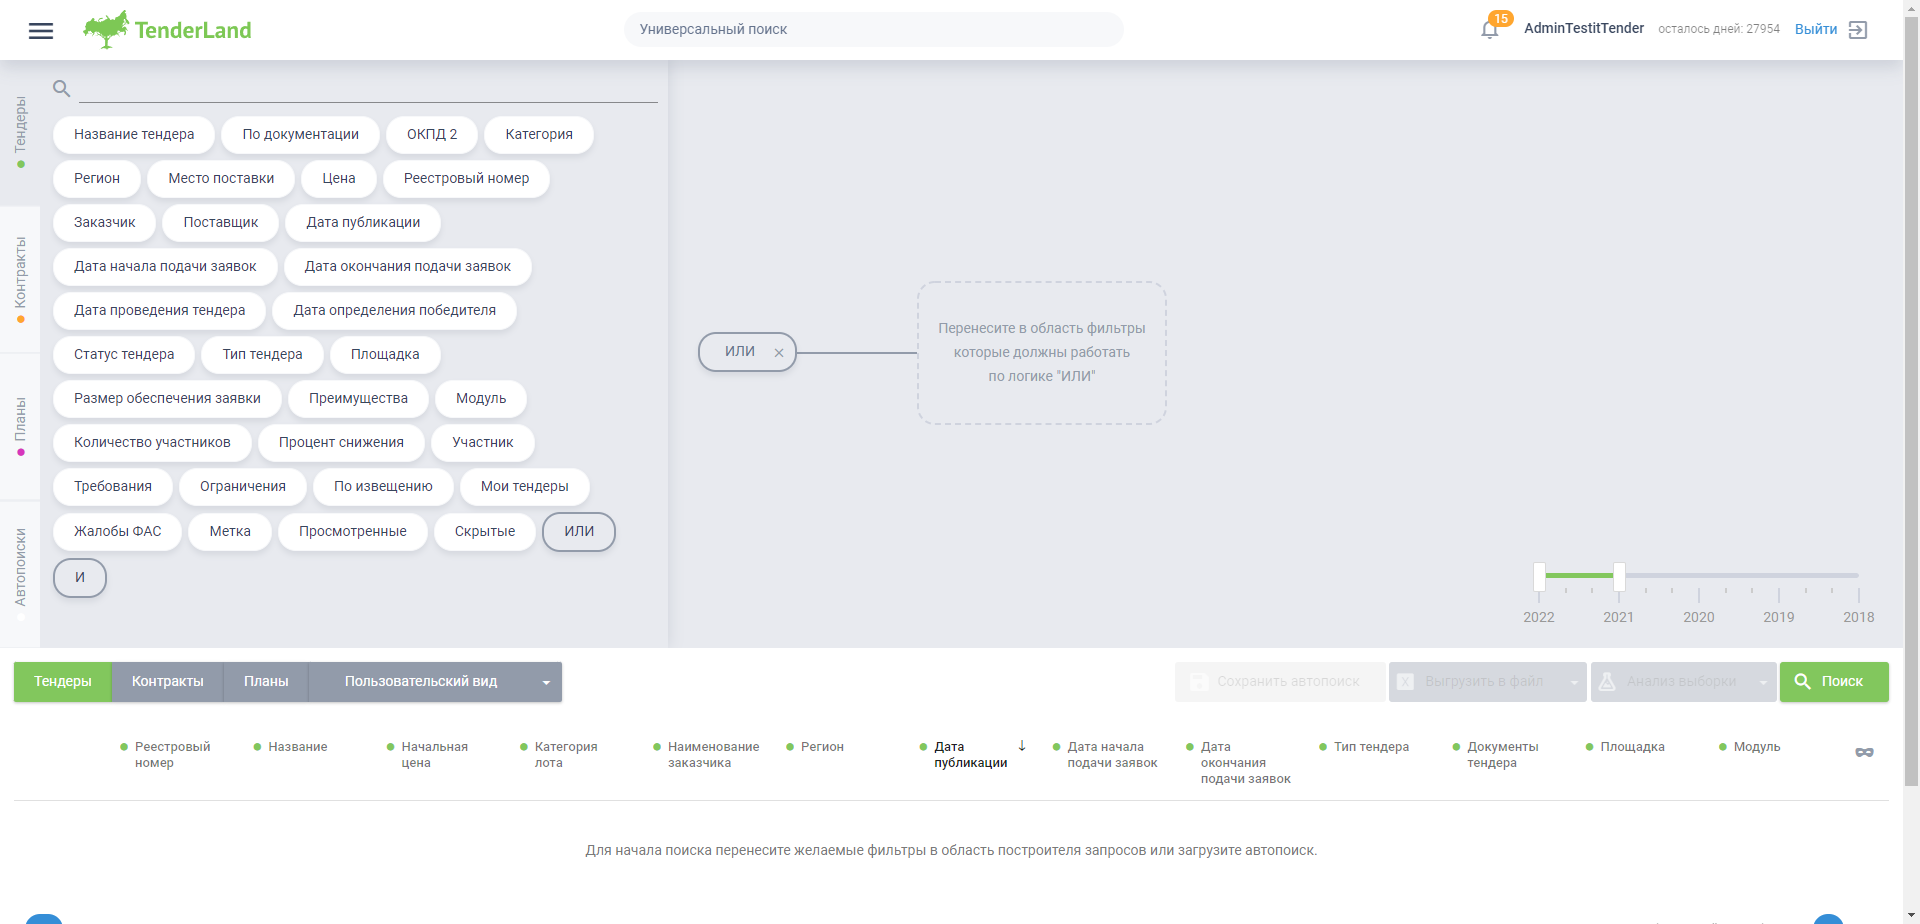 TenderLand
Универсальный поиск
15
AdminTestitTender
осталось дней: 27954
Выйти
Тендеры
Контракты
Планы
Автопоиски
Название тендера
По документации
ОКПД 2
Категория
Регион
Место поставки
Цена
Реестровый номер
Заказчик
Поставщик
Дата публикации
Дата начала подачи заявок
Дата окончания подачи заявок
Дата проведения тендера
Дата определения победителя
Статус тендера
Тип тендера
Площадка
Размер обеспечения заявки
Преимущества
Модуль
Количество участников
Процент снижения
Участник
Требования
Ограничения
По извещению
Мои тендеры
Жалобы ФАС
Метка
Просмотренные
Скрытые
ИЛИ
И
ИЛИ
Перенесите в область фильтры
которые должны работать
по логике "ИЛИ"
2022
2021
2020
2019
2018
Тендеры
Контракты
Планы
Пользовательский вид
Сохранить автопоиск
Выгрузить в файл
Анализ выборки
Поиск
Реестровый
номер
Название
Начальная
цена
Категория
лота
Наименование
заказчика
Регион
Дата
публикации
Дата начала
подачи заявок
Дата
окончания
подачи заявок
Тип тендера
Документы
тендера
Площадка
Модуль
Для начала поиска перенесите желаемые фильтры в область построителя запросов или загрузите автопоиск.